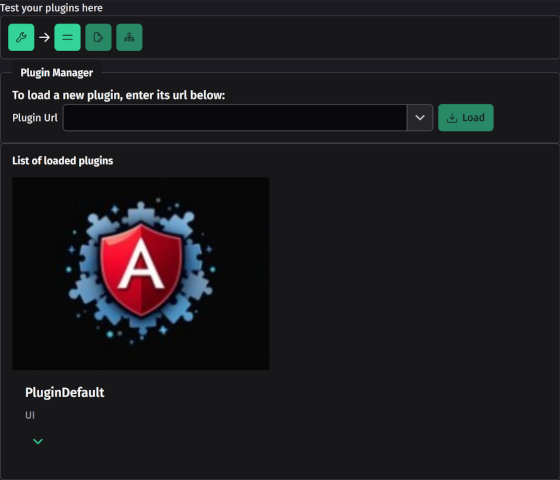 Test your plugins here
Plugin Manager
To load a new plugin, enter its url below:
Plugin Url
Load
List of loaded plugins
A
PluginDefault
UI